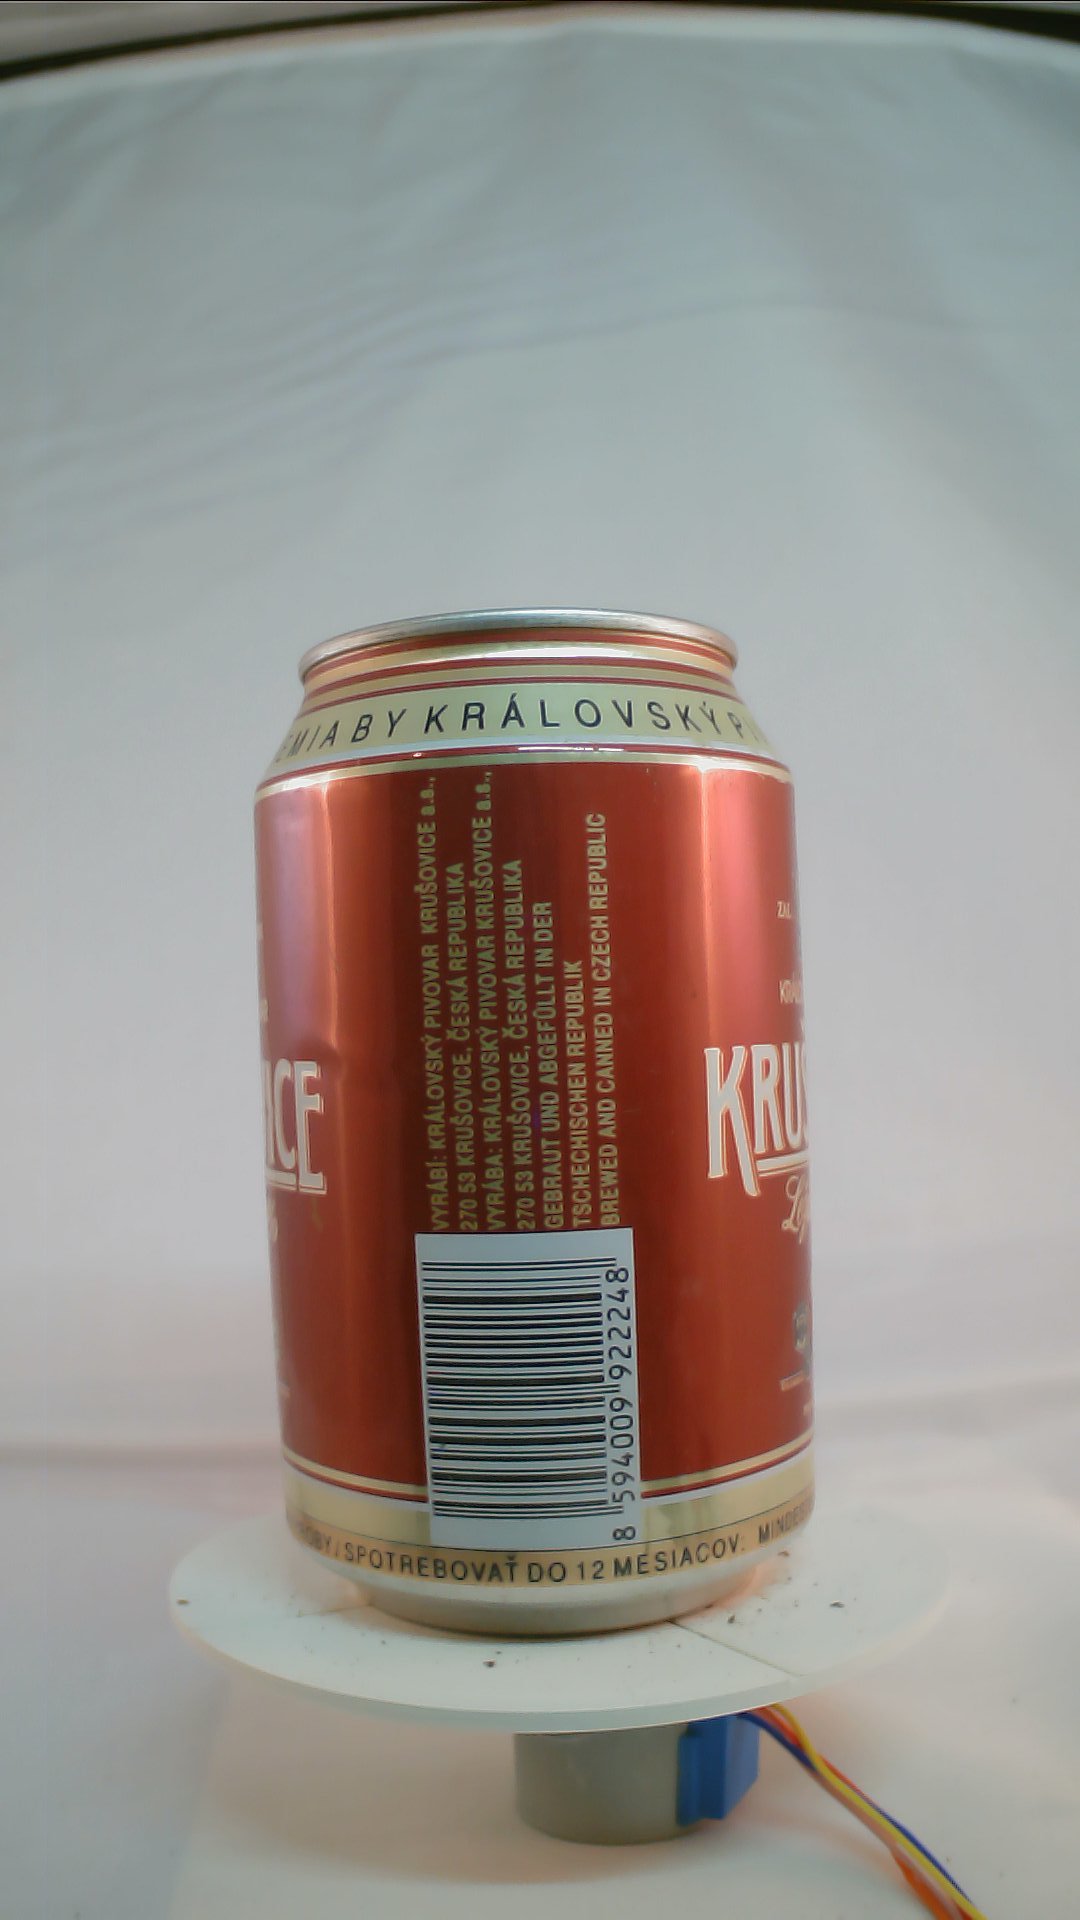 BY KRÁLOVSKÝ
VYRÁBÍ: KRÁLOVSKÝ PIVOVAR KRUŠOVICE a.s.,
270 53 KRUŠOVICE, ČESKÁ REPUBLIKA
VYRÁBA: KRÁLOVSKÝ PIVOVAR KRUŠOVICE a.s.,
270 53 KRUŠOVICE, ČESKÁ REPUBLIKA
GEBRAUT UND ABGEFÜLLT IN DER
TSCHECHISCHEN REPUBLIK
BREWED AND CANNED IN CZECH REPUBLIC
8 594009 922248
ICE
ZAL.
KRUŠ
SPOTREBOVAŤ DO 12 MESIACOV: